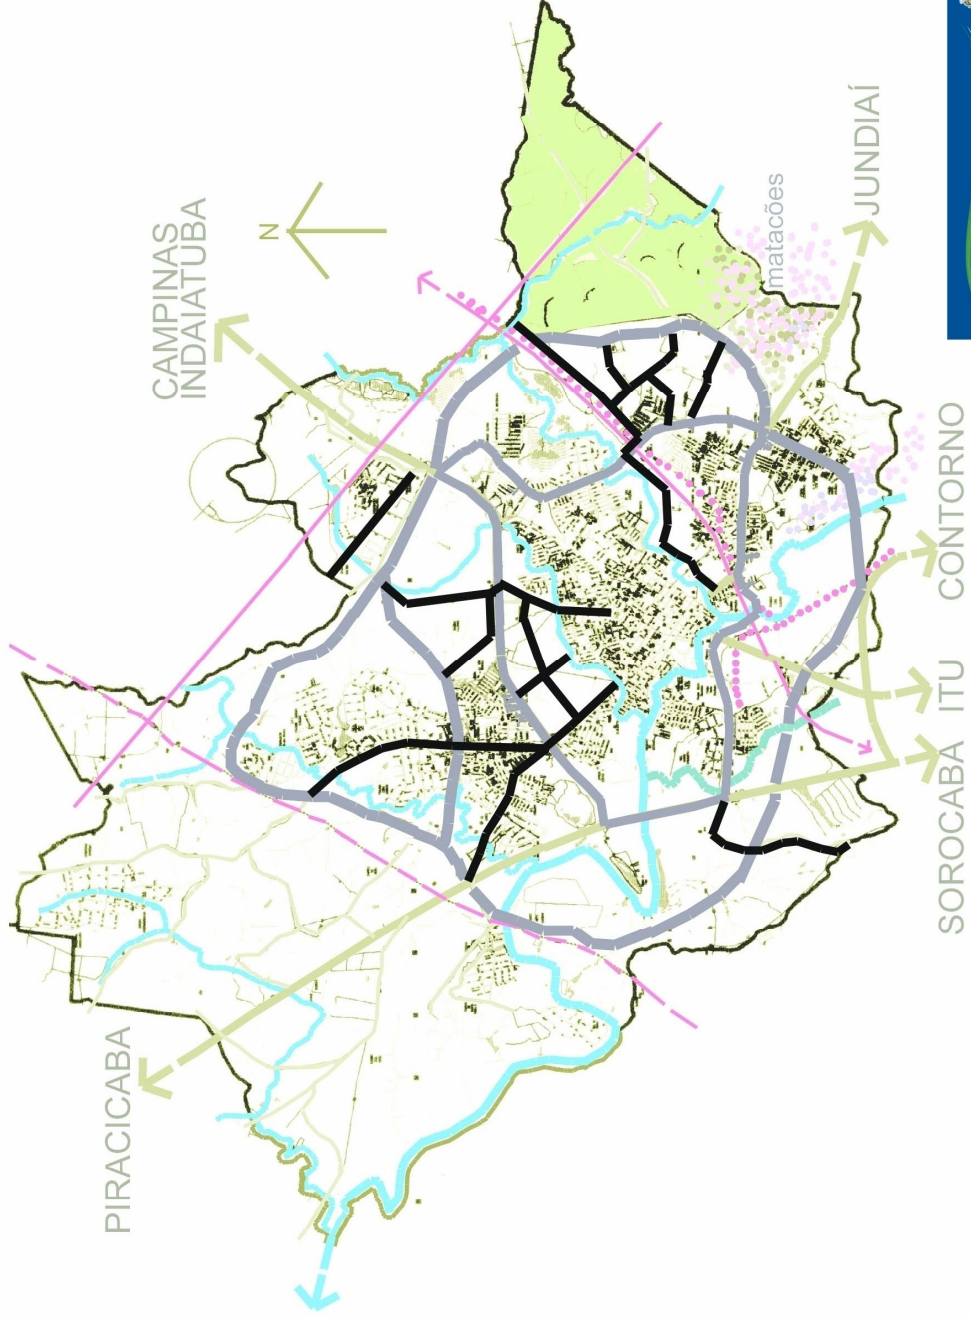 CAMPINAS
INDAIATUBA
N
JUNDIAÍ
matacões
CONTORNO
ITU
SOROCABA
PIRACICABA